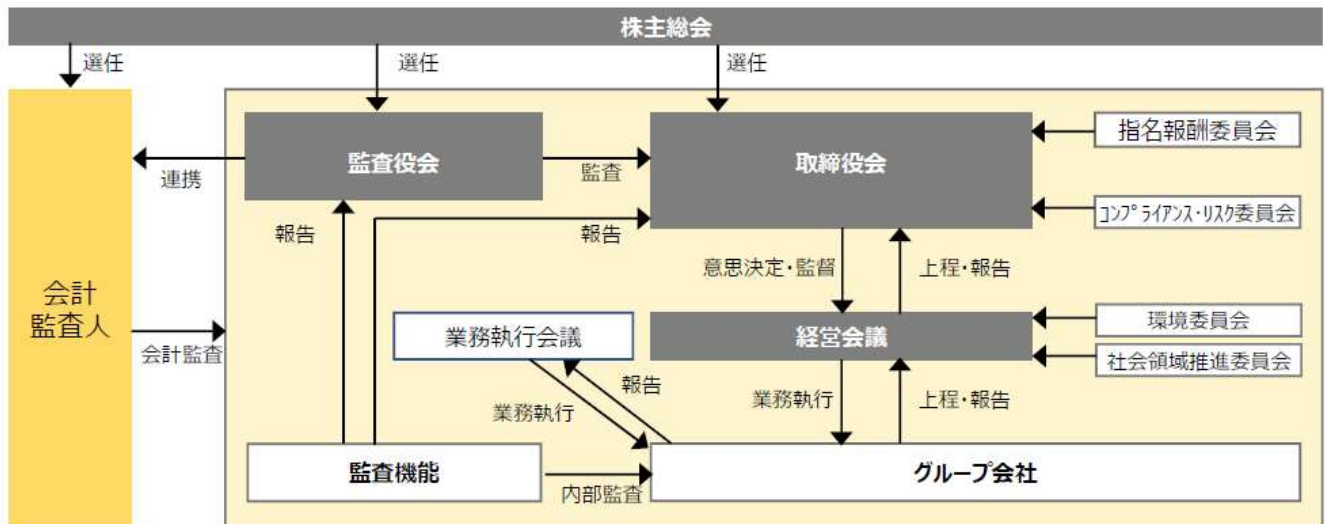 株主総会
選任
選任
選任
監査役会
取締役会
指名報酬委員会
連携
監査
ｺﾝﾌﾟﾗｲｱﾝｽ・ﾘｽｸ委員会
報告
報告
意思決定・監督
上程・報告
会計
監査人
会計監査
業務執行会議
経営会議
環境委員会
社会領域推進委員会
報告
業務執行
業務執行
上程・報告
監査機能
内部監査
グループ会社